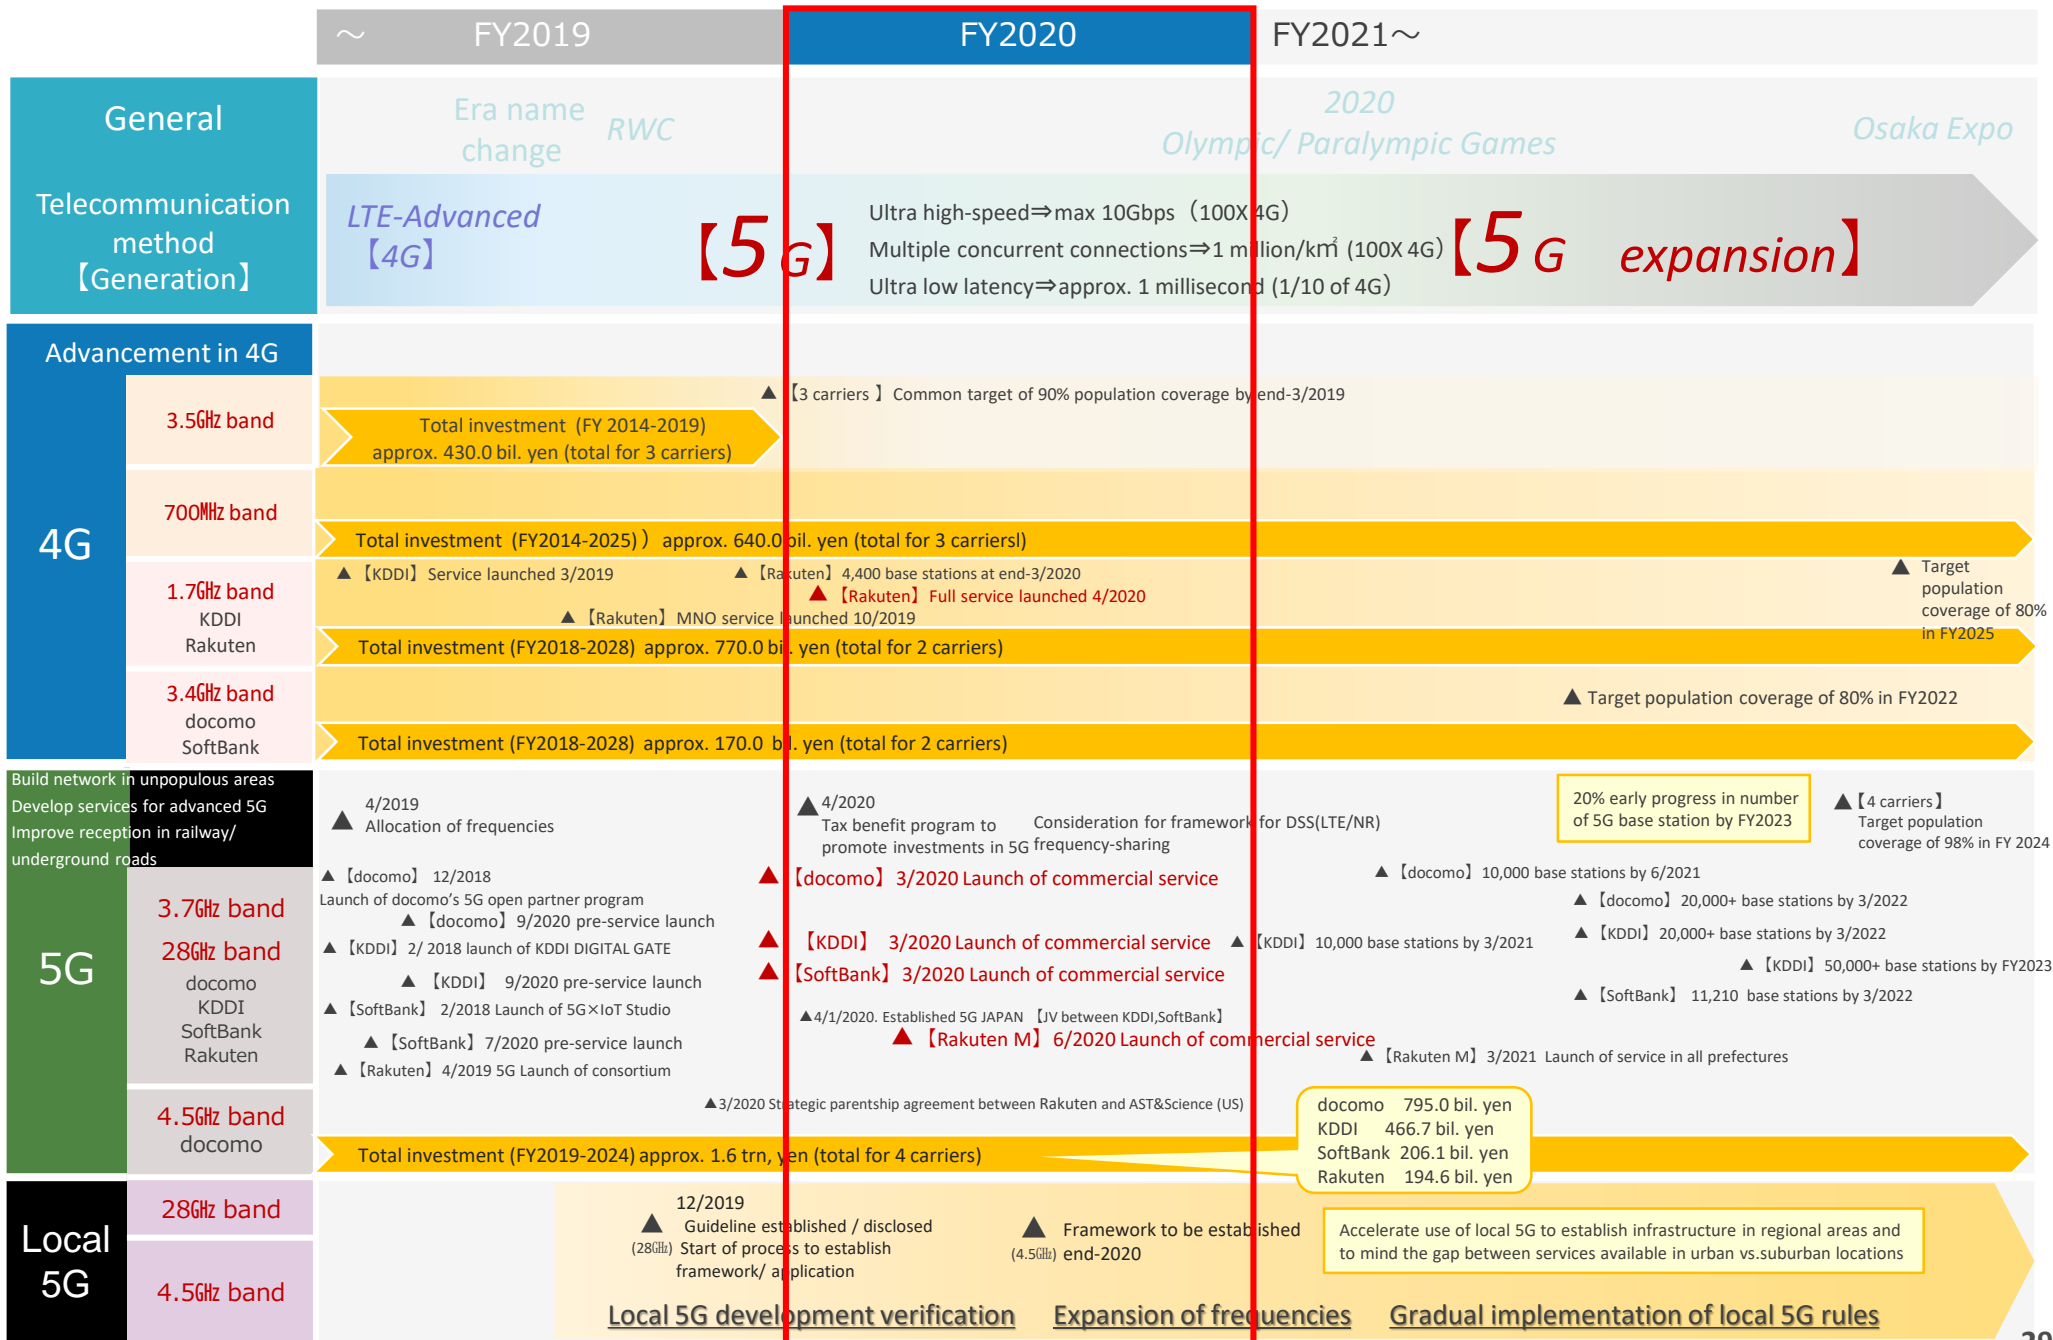 ～ FY2019 FY2020 FY2021～
General
Era name
change
RWC
2020
Olympic/ Paralympic Games
Osaka Expo
Telecommunication
method
【Generation】
LTE-Advanced
【4G】
【5G】
Ultra high-speed⇒max 10Gbps（100X 4G）
Multiple concurrent connections⇒1 million/k㎡ (100X 4G)
Ultra low latency⇒approx. 1 millisecond (1/10 of 4G)
【5G expansion】
Advancement in 4G
4G
3.5GHz band
▲ 【3 carriers 】Common target of 90% population coverage by end-3/2019
Total investment (FY 2014-2019)
approx. 430.0 bil. yen (total for 3 carriers)
700MHz band
Total investment (FY2014-2025)） approx. 640.0 bil. yen (total for 3 carriersl)
1.7GHz band
KDDI
Rakuten
▲ 【KDDI】Service launched 3/2019
▲ 【Rakuten】4,400 base stations at end-3/2020
▲ 【Rakuten】Full service launched 4/2020
▲ 【Rakuten】MNO service launched 10/2019
▲ Target
population
coverage of 80%
in FY2025
Total investment (FY2018-2028) approx. 770.0 bil. yen (total for 2 carriers)
3.4GHz band
docomo
SoftBank
▲ Target population coverage of 80% in FY2022
Total investment (FY2018-2028) approx. 170.0 bil. yen (total for 2 carriers)
Build network in unpopulous areas
Develop services for advanced 5G
Improve reception in railway/
underground roads
▲ 4/2019
Allocation of frequencies
▲ 4/2020
Tax benefit program to
promote investments in 5G
Consideration for framework for DSS(LTE/NR)
frequency-sharing
20% early progress in number
of 5G base station by FY2023
▲【4 carriers】
Target population
coverage of 98% in FY 2024
5G
3.7GHz band
28GHz band
docomo
KDDI
SoftBank
Rakuten
▲ 【docomo】12/2018
Launch of docomo's 5G open partner program
▲ 【docomo】9/2020 pre-service launch
▲ 【KDDI】2/ 2018 launch of KDDI DIGITAL GATE
▲ 【KDDI】 9/2020 pre-service launch
▲ 【SoftBank】 2/2018 Launch of 5G×IoT Studio
▲ 【SoftBank】7/2020 pre-service launch
▲ 【Rakuten】4/2019 5G Launch of consortium
▲ 【docomo】3/2020 Launch of commercial service
▲ 【KDDI】 3/2020 Launch of commercial service
▲ 【SoftBank】3/2020 Launch of commercial service
▲4/1/2020. Established 5G JAPAN 【JV between KDDI,SoftBank】
▲ 【Rakuten M】6/2020 Launch of commercial service
▲3/2020 Strategic parentship agreement between Rakuten and AST&Science (US)
▲ 【docomo】10,000 base stations by 6/2021
▲ 【docomo】20,000+ base stations by 3/2022
▲ 【KDDI】10,000 base stations by 3/2021
▲ 【KDDI】20,000+ base stations by 3/2022
▲ 【KDDI】50,000+ base stations by FY2023
▲ 【SoftBank】 11,210 base stations by 3/2022
▲ 【Rakuten M】3/2021 Launch of service in all prefectures
4.5GHz band
docomo
Total investment (FY2019-2024) approx. 1.6 trn, yen (total for 4 carriers)
docomo 795.0 bil. yen
KDDI 466.7 bil. yen
SoftBank 206.1 bil. yen
Rakuten 194.6 bil. yen
Local
5G
28GHz band
4.5GHz band
12/2019
▲ Guideline established / disclosed
(28GHz) Start of process to establish
framework/ application
▲ Framework to be established
(4.5GHz) end-2020
Accelerate use of local 5G to establish infrastructure in regional areas and
to mind the gap between services available in urban vs.suburban locations
Local 5G development verification Expansion of frequencies Gradual implementation of local 5G rules